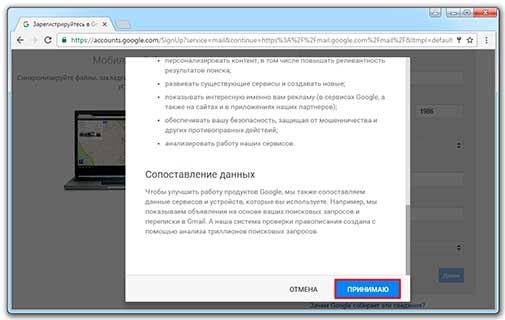 Зарегистрируйтесь в Go
https://accounts.google.com/SignUp?service=mail&continue=https%3A%2F%2Fmail.google.com%2Fmail%2F&ltmpl=default
Мобил
Синхронизируйте файлы, заклад
1986
персонализировать контент, в том числе повышать релевантность
результатов поиска;
развивать существующие сервисы и создавать новые;
показывать интересную именно вам рекламу (в сервисах Google, а
также на сайтах и в приложениях наших партнеров);
обеспечивать вашу безопасность, защищая от мошенничества и
других противоправных действий;
анализировать работу наших сервисов.
Сопоставление данных
Чтобы улучшить работу продуктов Google, мы также сопоставляем
данные сервисов и устройств, которые вы используете. Например, мы
показываем объявления на основе ваших поисковых запросов и
переписки в Gmail. А наша система проверки правописания создана с
помощью анализа триллионов поисковых запросов.
Далее
ОТМЕНА
ПРИНИМАЮ
Зачем Google собирает эти сведения?